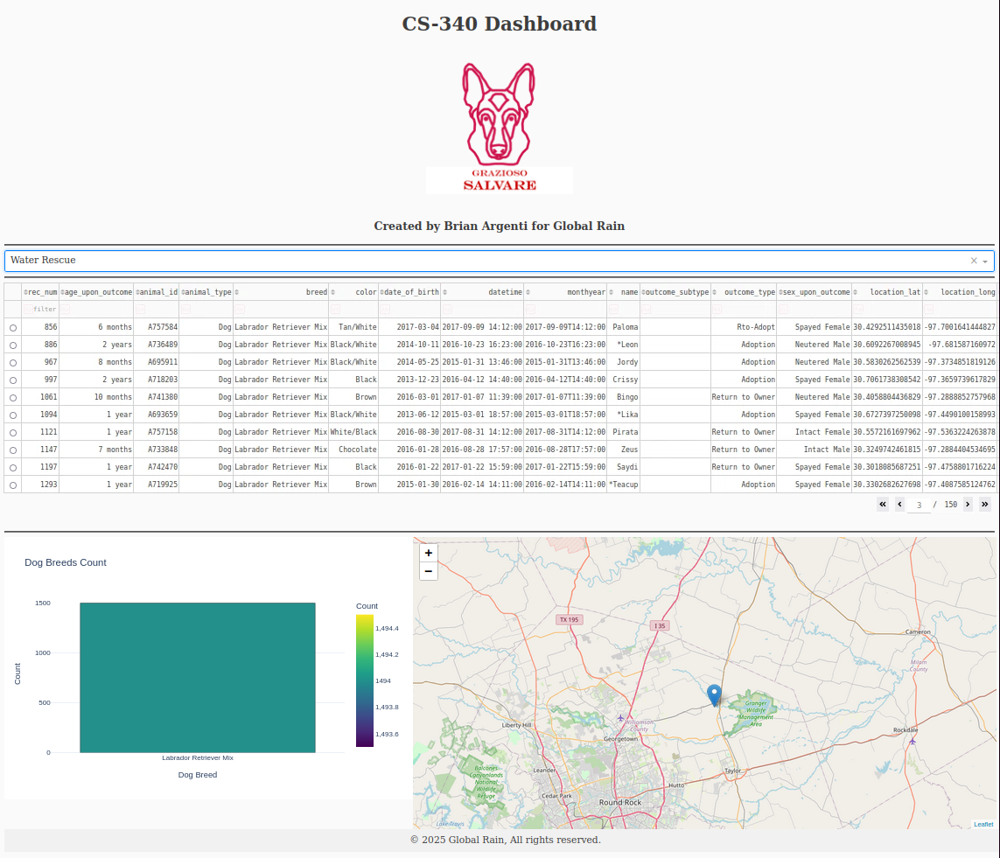 CS-340 Dashboard
GRAZIOSO
SALVARE
Created by Brian Argenti for Global Rain
Water Rescue
rec_num age_upon_outcome animal_id animal_type breed color date_of_birth datetime monthyear name outcome_subtype outcome_type sex_upon_outcome location_lat location_long
filter
856 6 months A757584 Dog Labrador Retriever Mix Tan/White 2017-03-04 2017-09-09 14:12:00 2017-09-09T14:12:00 Paloma Rto-Adopt Spayed Female 30.4292511435018 -97.7001641444827
886 2 years A736489 Dog Labrador Retriever Mix Black/White 2014-10-11 2016-10-23 16:23:00 2016-10-23T16:23:00 *Leon Adoption Neutered Male 30.6092267008945 -97.681587160972
967 8 months A695911 Dog Labrador Retriever Mix Black/White 2014-05-25 2015-01-31 13:46:00 2015-01-31T13:46:00 Jordy Adoption Neutered Male 30.5830262562539 -97.3734851819126
997 2 years A718203 Dog Labrador Retriever Mix Black 2013-12-23 2016-04-12 14:40:00 2016-04-12T14:40:00 Crissy Adoption Spayed Female 30.7061738308542 -97.3659739617829
1061 10 months A741380 Dog Labrador Retriever Mix Brown 2016-03-01 2017-01-07 11:39:00 2017-01-07T11:39:00 Bingo Return to Owner Neutered Male 30.4058804436829 -97.2888852757968
1094 1 year A693659 Dog Labrador Retriever Mix Black/White 2013-06-12 2015-03-01 18:57:00 2015-03-01T18:57:00 *Lika Adoption Spayed Female 30.6727397250098 -97.4490100158993
1121 1 year A757158 Dog Labrador Retriever Mix White/Black 2016-08-30 2017-08-31 14:12:00 2017-08-31T14:12:00 Pirata Return to Owner Intact Female 30.5572161697962 -97.5363224263878
1147 7 months A733848 Dog Labrador Retriever Mix Chocolate 2016-01-28 2016-08-28 17:57:00 2016-08-28T17:57:00 Zeus Return to Owner Intact Male 30.3249742461815 -97.2884404534695
1197 1 year A742470 Dog Labrador Retriever Mix Black 2016-01-22 2017-01-22 15:59:00 2017-01-22T15:59:00 Saydi Return to Owner Spayed Female 30.3018085687251 -97.4758801716224
1293 1 year A719925 Dog Labrador Retriever Mix Brown 2015-01-30 2016-02-14 14:11:00 2016-02-14T14:11:00 *Teacup Adoption Spayed Female 30.3302682627698 -97.4087585124762
3 / 150
Dog Breeds Count
Count
1500
1000
500
0
Count
Labrador Retriever Mix
Dog Breed
1,494.4
1,494.2
1494
1,493.8
1,493.6
+
−
TX 195
I 35
Cameron
Milam
County
Granger
Wildlife
Management
Area
Williamson
County
Liberty Hill
Georgetown
Rockdale
Leander
Taylor
Balcones
Canyonlands
National
Wildlife
Refuge
Hutto
Cedar Park
Round Rock
Lake Travis
Leaflet
© 2025 Global Rain, All rights reserved.